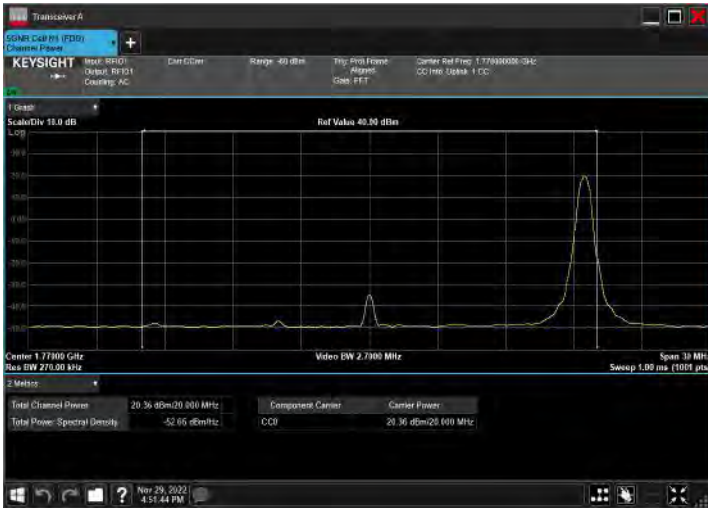 Transceiver A
5GNR Cell N1 (FDD)
Channel Power
+
KEYSIGHT
Input: RFIO1
Output: RFIO1
Coupling: AC
Corr CCorr
Range: -40 dBm
Trig: Prdt Frame
Aligned
Gate: FFT
Carrier Ref Freq: 1.770000000 GHz
CC Info: Uplink, 1 CC
1 Graph
Scale/Div 10.0 dB
Ref Value 40.00 dBm
Log
Center 1.77000 GHz
Video BW 2.7000 MHz
Span 30 MHz
Res BW 270.00 kHz
Sweep 1.00 ms (1001 pts
2 Metrics
Total Channel Power
20.36 dBm/20.000 MHz
Total Power Spectral Density
-52.65 dBm/Hz
Component Carrier
Carrier Power
CC0
20.36 dBm/20.000 MHz
?
Nov 29, 2022
4:51:44 PM